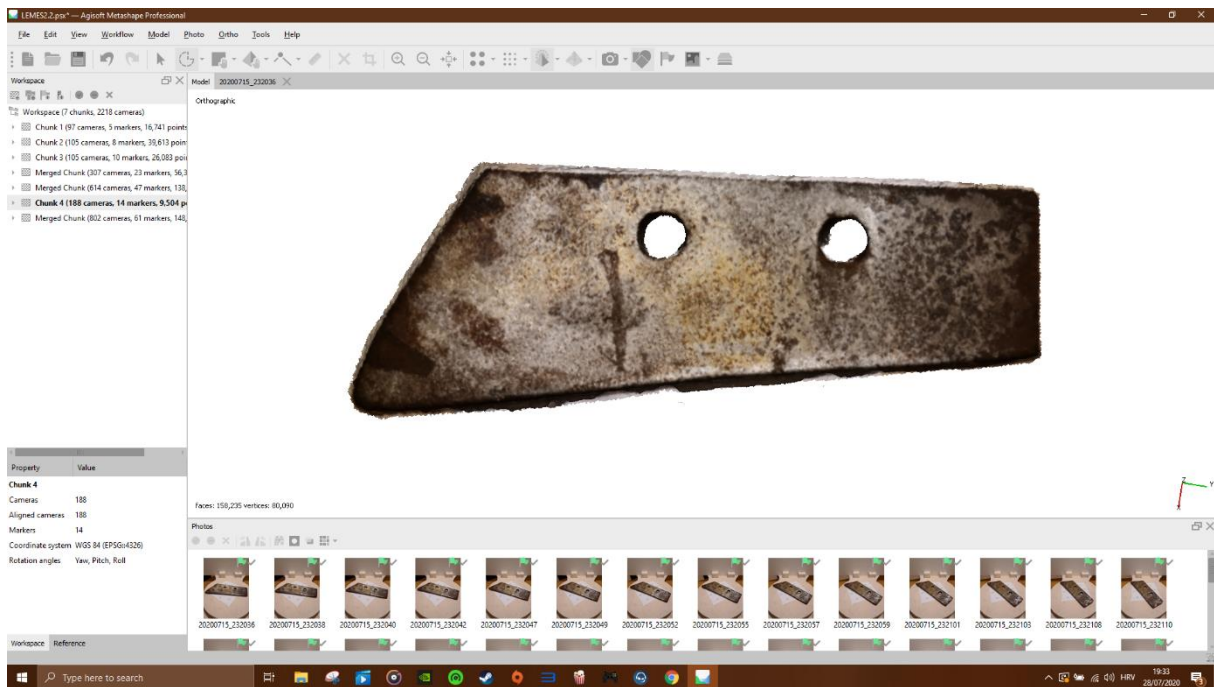 LEMES2.2.psx* — Agisoft Metashape Professional
File Edit View Workflow Model Photo Ortho Tools Help
Workspace
Model 20200715_232036
Orthographic
Workspace (7 chunks, 2218 cameras)
Chunk 1 (97 cameras, 5 markers, 16,741 points
Chunk 2 (105 cameras, 8 markers, 39,613 poin
Chunk 3 (105 cameras, 10 markers, 26,083 poi
Merged Chunk (307 cameras, 23 markers, 56,3
Merged Chunk (614 cameras, 47 markers, 138,
Chunk 4 (188 cameras, 14 markers, 9,504 p
Merged Chunk (802 cameras, 61 markers, 148,
Property Value
Chunk 4
Cameras 188
Aligned cameras 188
Markers 14
Coordinate system WGS 84 (EPSG::4326)
Rotation angles Yaw, Pitch, Roll
Workspace Reference
Faces: 158,235 vertices: 80,090
Z Y
Photos
20200715_232036 20200715_232038 20200715_232040 20200715_232042 20200715_232047 20200715_232049 20200715_232052 20200715_232055 20200715_232057 20200715_232059 20200715_232101 20200715_232103 20200715_232108 20200715_232110
Type here to search
HRV
19:33
28/07/2020